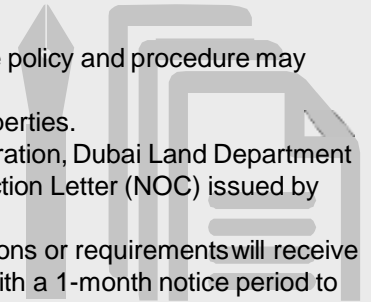 e policy and procedure may
perties.
ration, Dubai Land Department
ction Letter (NOC) issued by
ons or requirements will receive
ith a 1-month notice period to